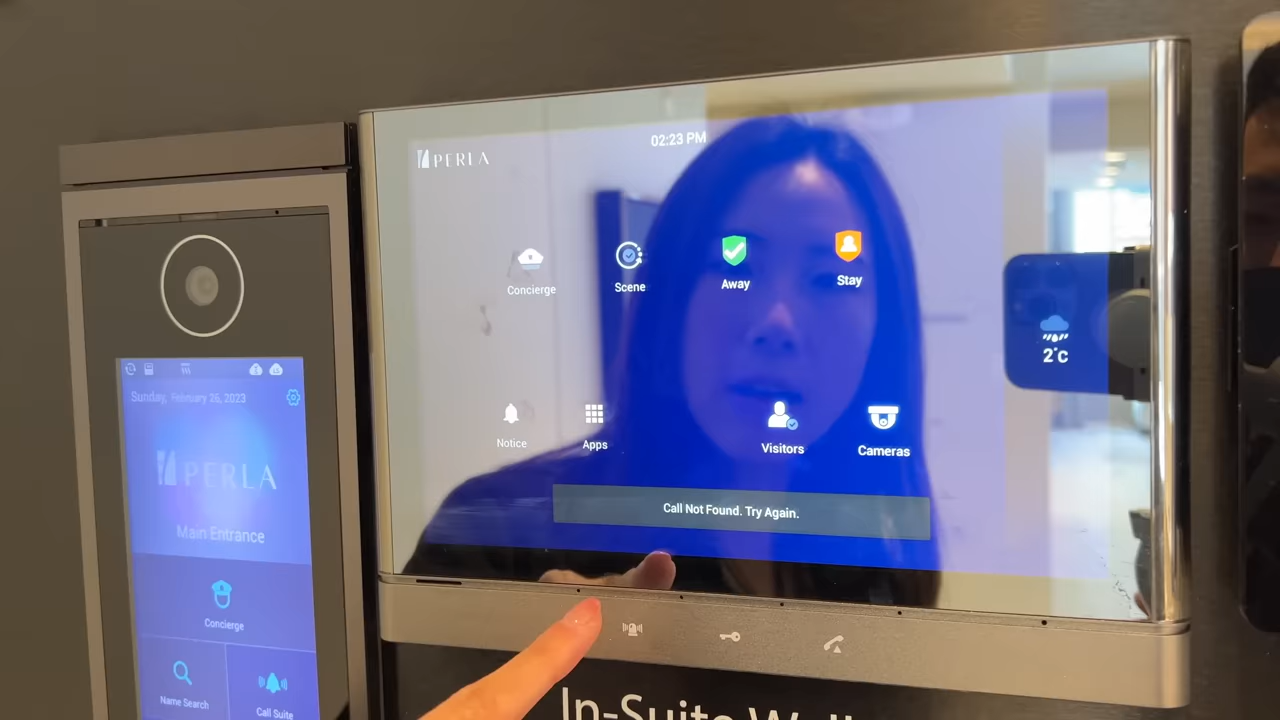 Sunday, February 26, 2023
PERLA
Main Entrance
Concierge
Name Search
Call Suite
PERLA
02:23 PM
Concierge
Scene
Away
Stay
2°C
Notice
Apps
Visitors
Cameras
Call Not Found. Try Again.
In-Suite Wall